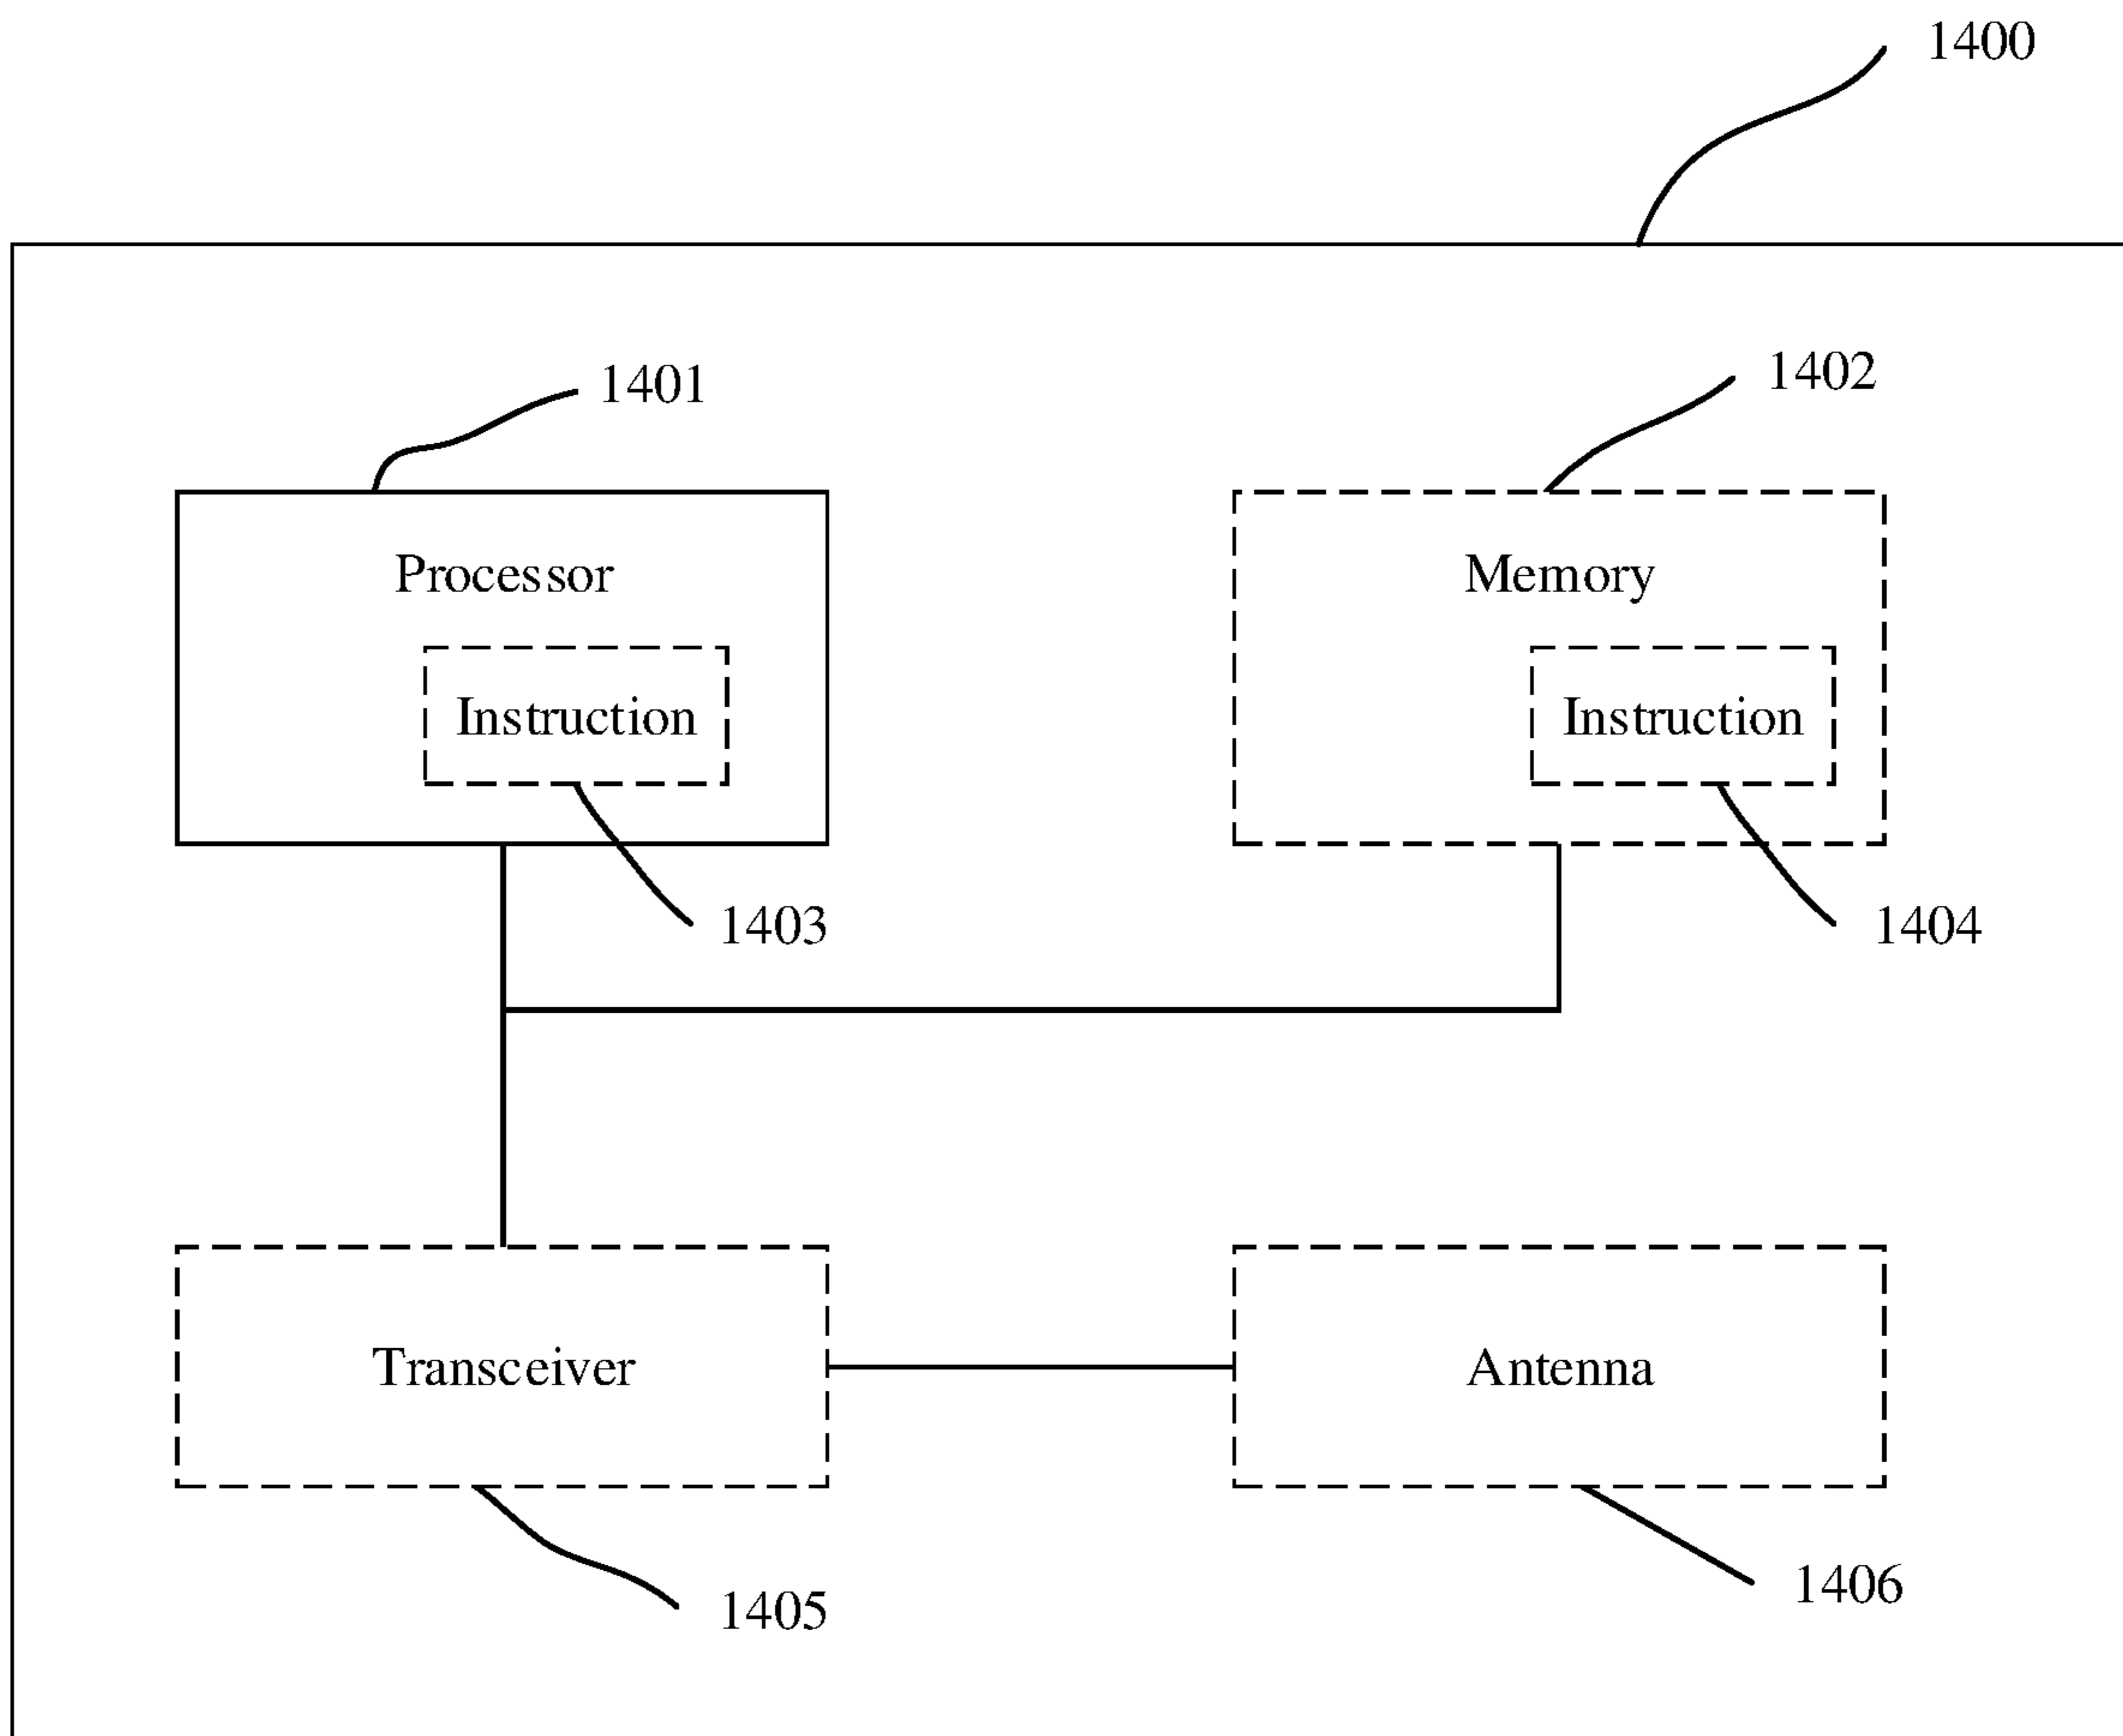 1400
1401
1402
Processor
Memory
Instruction
Instruction
1403
1404
Transceiver
Antenna
1405
1406